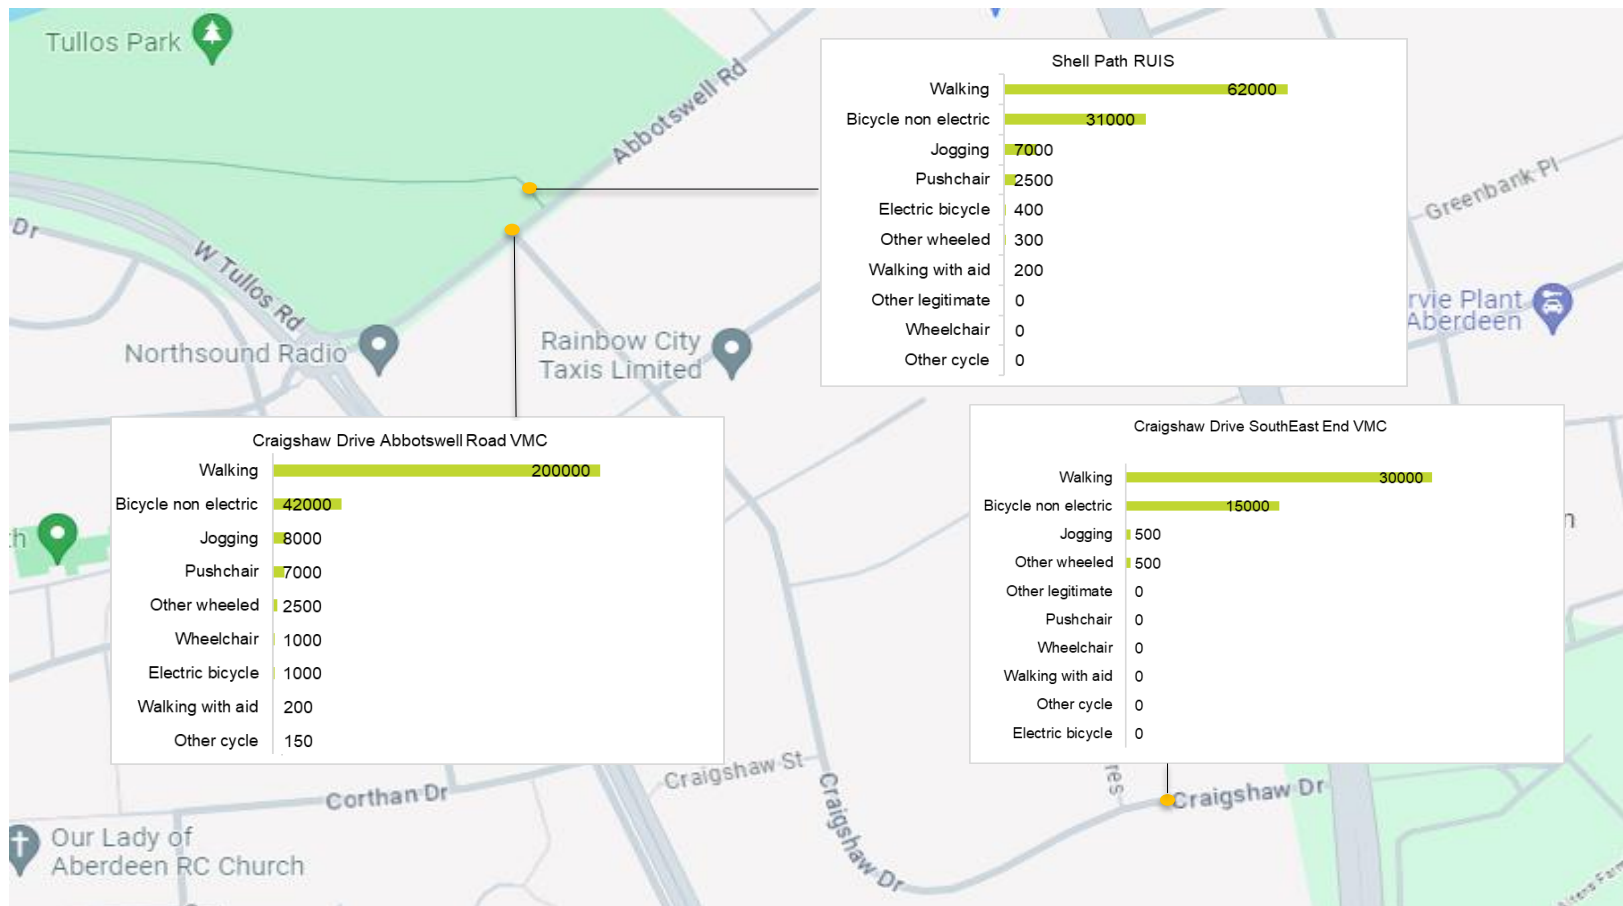 Tullos Park
Abbotswell Rd
Shell Path RUIS
Walking 62000
Bicycle non electric 31000
Jogging 7000
Pushchair 2500
Electric bicycle 400
Other wheeled 300
Walking with aid 200
Other legitimate 0
Wheelchair 0
Other cycle 0
Greenbank Pl
Dr
W Tullos Rd
rvie Plant
Aberdeen
Northsound Radio
Rainbow City
Taxis Limited
Craigshaw Drive Abbotswell Road VMC
Walking 200000
Bicycle non electric 42000
Jogging 8000
Pushchair 7000
Other wheeled 2500
Wheelchair 1000
Electric bicycle 1000
Walking with aid 200
Other cycle 150
Craigshaw Drive SouthEast End VMC
Walking 30000
Bicycle non electric 15000
Jogging 500
Other wheeled 500
Other legitimate 0
Pushchair 0
Wheelchair 0
Walking with aid 0
Other cycle 0
Electric bicycle 0
th
n
Craigshaw St
Corthan Dr
Craigshaw Dr
res
Craigshaw Dr
Our Lady of
Aberdeen RC Church